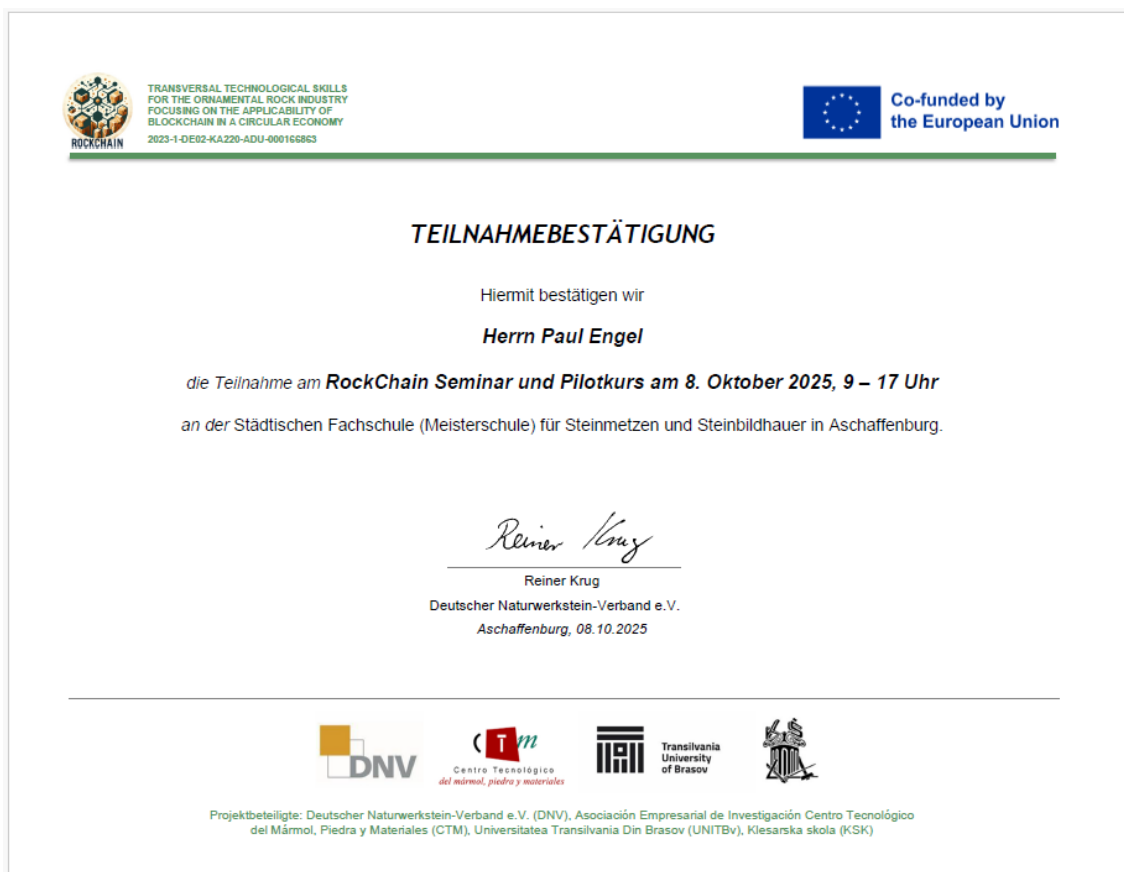 TRANSVERSAL TECHNOLOGICAL SKILLS
FOR THE ORNAMENTAL ROCK INDUSTRY
FOCUSING ON THE APPLICABILITY OF
BLOCKCHAIN IN A CIRCULAR ECONOMY
2023-1-DE02-KA220-ADU-000166863
ROCKCHAIN
Co-funded by
the European Union
TEILNAHMEBESTÄTIGUNG
Hiermit bestätigen wir
Herrn Paul Engel
die Teilnahme am RockChain Seminar und Pilotkurs am 8. Oktober 2025, 9 – 17 Uhr
an der Städtischen Fachschule (Meisterschule) für Steinmetzen und Steinbildhauer in Aschaffenburg.
Reiner Krug
Reiner Krug
Deutscher Naturwerkstein-Verband e.V.
Aschaffenburg, 08.10.2025
DNV
CTm
Centro Tecnológico
del mármol, piedra y materiales
Transilvania
University
of Brasov
Projektbeteiligte: Deutscher Naturwerkstein-Verband e.V. (DNV), Asociación Empresarial de Investigación Centro Tecnológico
del Mármol, Piedra y Materiales (CTM), Universitatea Transilvania Din Brasov (UNITBv), Klesarska skola (KSK)